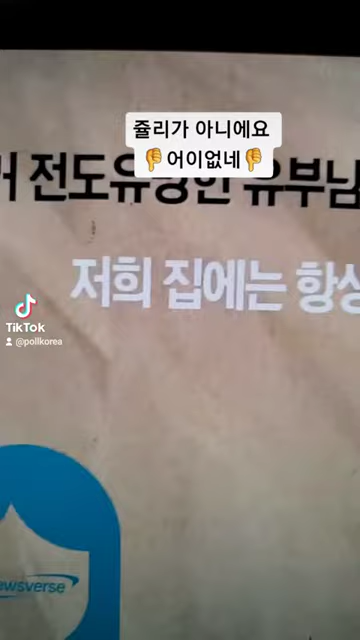 쥴리가 아니에요
👎어이없네👎
전도유망한 유부남
저희 집에는 항상
TikTok
@pollkorea
ewsverse